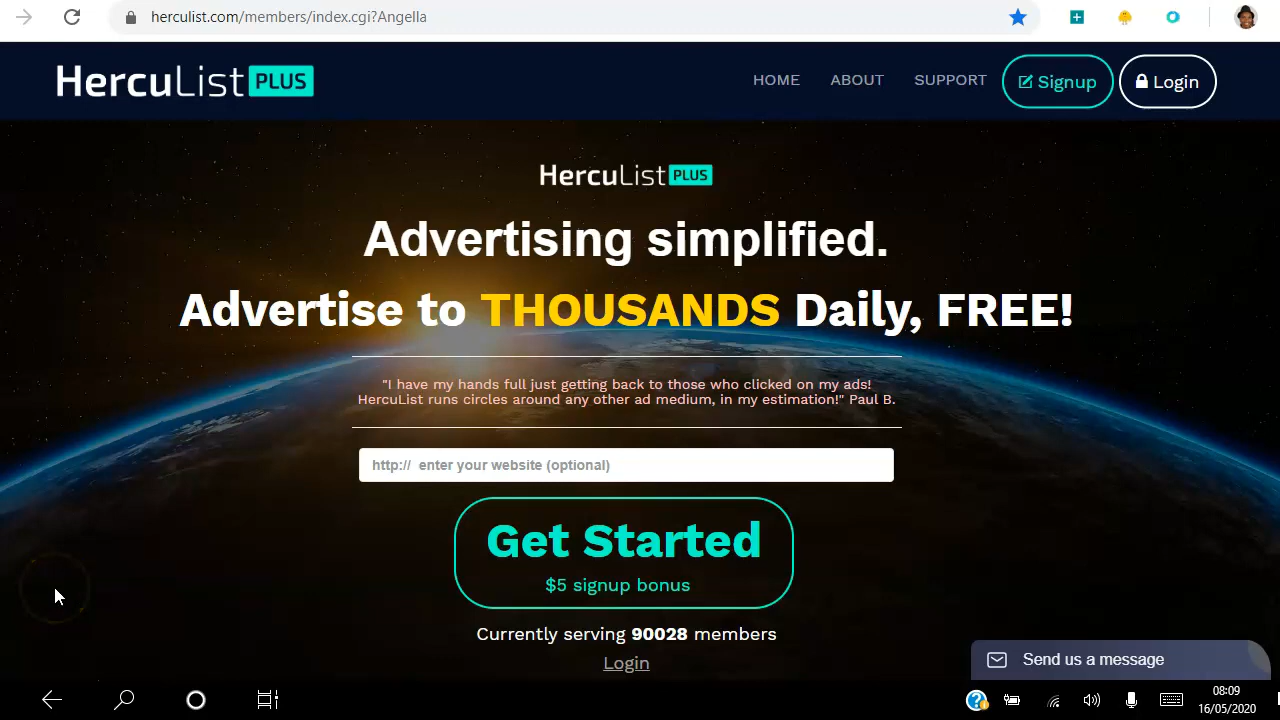 herculist.com/members/index.cgi?Angella
HercuList PLUS
HOME
ABOUT
SUPPORT
Signup
Login
HercuList PLUS
Advertising simplified.
Advertise to THOUSANDS Daily, FREE!
"I have my hands full just getting back to those who clicked on my ads!
HercuList runs circles around any other ad medium, in my estimation!" Paul B.
http:// enter your website (optional)
Get Started
$5 signup bonus
Currently serving 90028 members
Login
Send us a message
08:09
16/05/2020